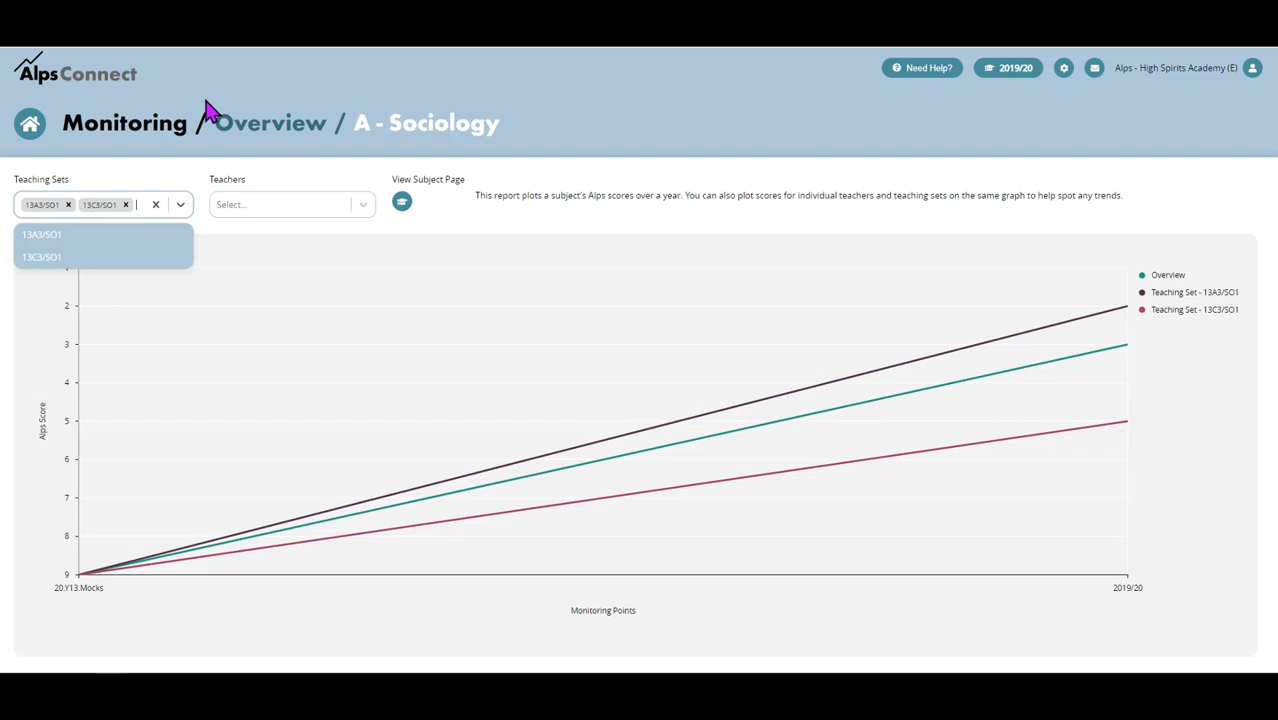 Alps Connect
Need Help?
2019/20
Alps - High Spirits Academy (E)
Monitoring / Overview / A - Sociology
Teaching Sets
Teachers
View Subject Page
13A3/SO1
13C3/SO1
Select...
This report plots a subject's Alps scores over a year. You can also plot scores for individual teachers and teaching sets on the same graph to help spot any trends.
13A3/SO1
13C3/SO1
Overview
Teaching Set - 13A3/SO1
Teaching Set - 13C3/SO1
2
3
4
5
6
7
8
9
Alps Score
20.Y13.Mocks
2019/20
Monitoring Points